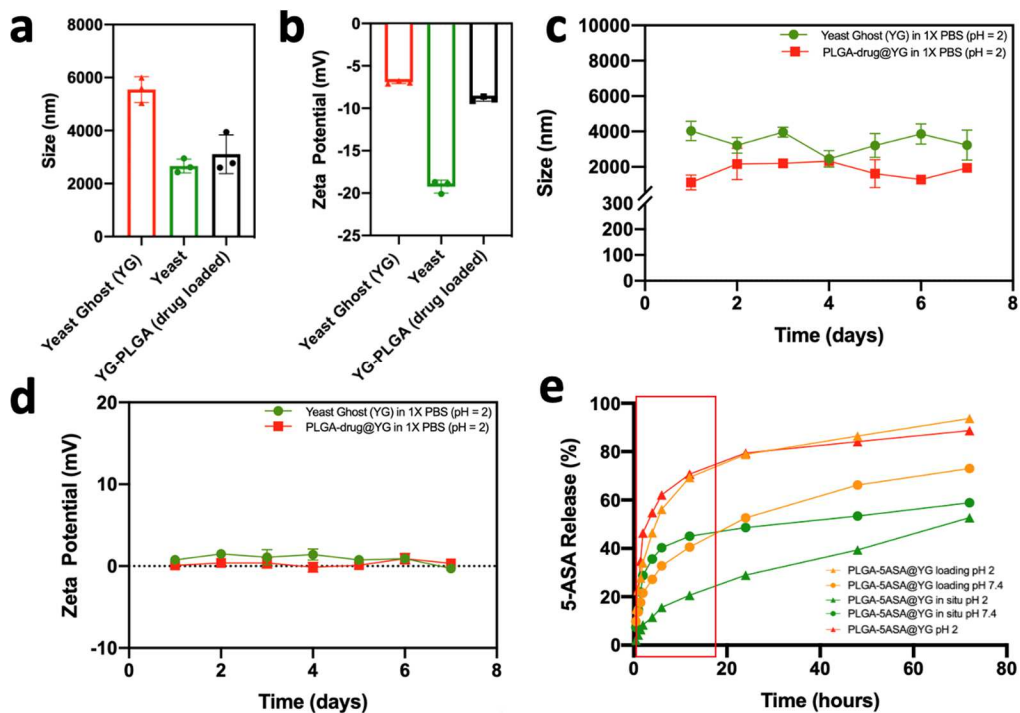 a
8000
6000
4000
2000
0
Size (nm)
Yeast Ghost (YG)
Yeast
YG-PLGA (drug loaded)
b
0
-5
-10
-15
-20
-25
Zeta Potential (mV)
Yeast Ghost (YG)
Yeast
YG-PLGA (drug loaded)
c
10000
8000
6000
4000
2000
300
200
100
0
Size (nm)
Yeast Ghost (YG) in 1X PBS (pH = 2)
PLGA-drug@YG in 1X PBS (pH = 2)
0
2
4
6
8
Time (days)
d
20
10
0
-10
Zeta Potential (mV)
Yeast Ghost (YG) in 1X PBS (pH = 2)
PLGA-drug@YG in 1X PBS (pH = 2)
0
2
4
6
8
Time (days)
e
100
80
60
40
20
0
5-ASA Release (%)
PLGA-5ASA@YG loading pH 2
PLGA-5ASA@YG loading pH 7.4
PLGA-5ASA@YG in situ pH 2
PLGA-5ASA@YG in situ pH 7.4
PLGA-5ASA@YG pH 2
0
20
40
60
80
Time (hours)